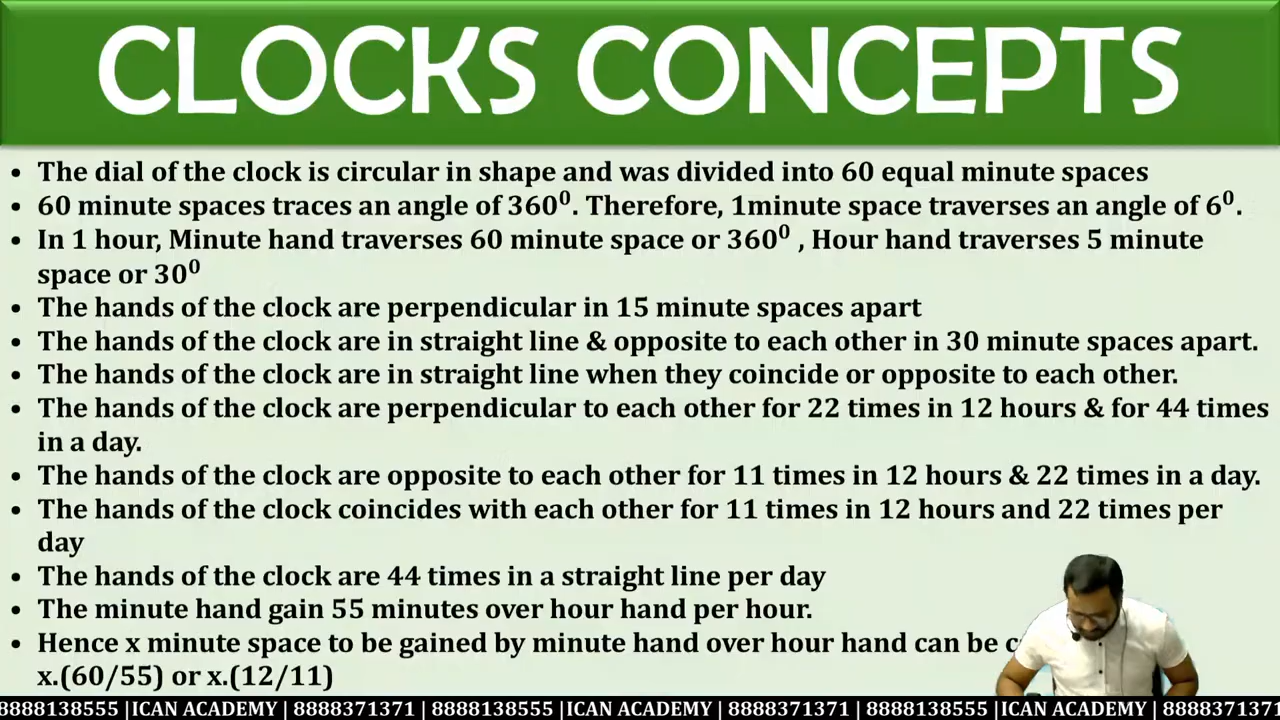 CLOCKS CONCEPTS
• The dial of the clock is circular in shape and was divided into 60 equal minute spaces
• 60 minute spaces traces an angle of 360⁰. Therefore, 1minute space traverses an angle of 6⁰.
• In 1 hour, Minute hand traverses 60 minute space or 360⁰ , Hour hand traverses 5 minute
space or 30⁰
• The hands of the clock are perpendicular in 15 minute spaces apart
• The hands of the clock are in straight line & opposite to each other in 30 minute spaces apart.
• The hands of the clock are in straight line when they coincide or opposite to each other.
• The hands of the clock are perpendicular to each other for 22 times in 12 hours & for 44 times
in a day.
• The hands of the clock are opposite to each other for 11 times in 12 hours & 22 times in a day.
• The hands of the clock coincides with each other for 11 times in 12 hours and 22 times per
day
• The hands of the clock are 44 times in a straight line per day
• The minute hand gain 55 minutes over hour hand per hour.
• Hence x minute space to be gained by minute hand over hour hand can be
x.(60/55) or x.(12/11)
8888138555 |ICAN ACADEMY | 8888371371 | 8888138555 |ICAN ACADEMY | 8888371371 | 8888138555 |ICAN ACADEMY | 8888371371